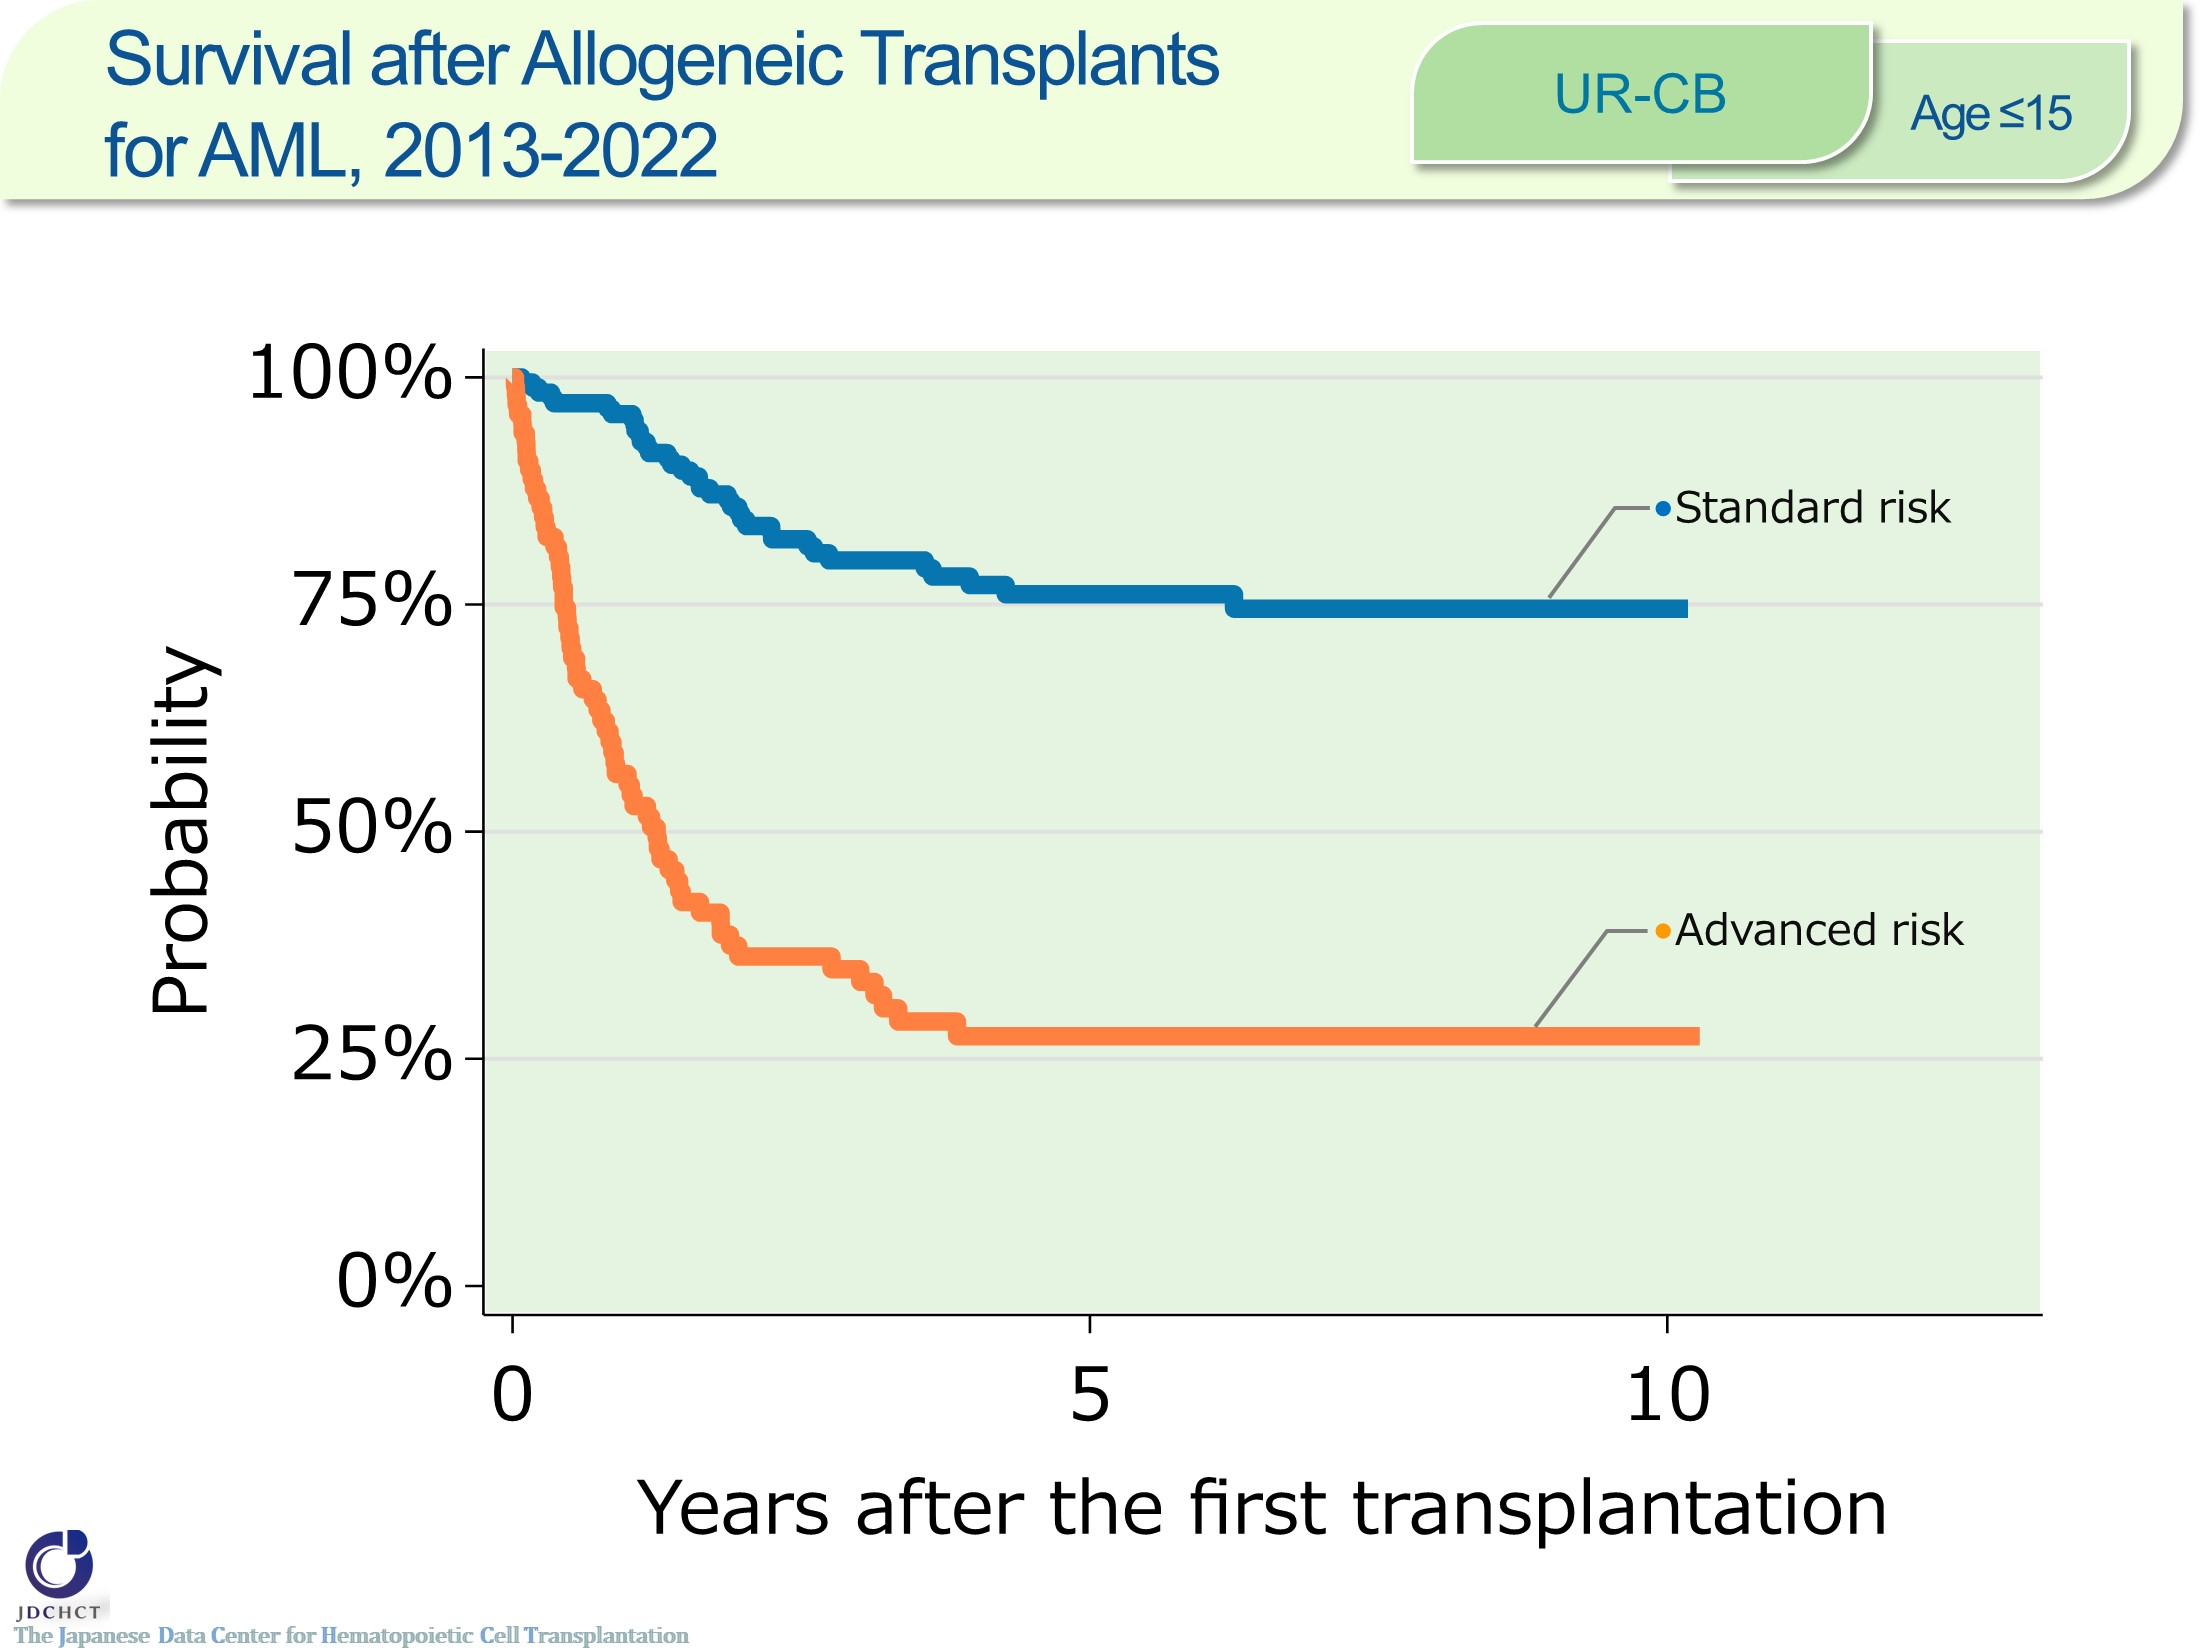 Survival after Allogeneic Transplants
for AML, 2013-2022
UR-CB
Age ≤15
100%
75%
50%
25%
0%
Probability
Standard risk
Advanced risk
0
5
10
Years after the first transplantation
JDCHCT
The Japanese Data Center for Hematopoietic Cell Transplantation